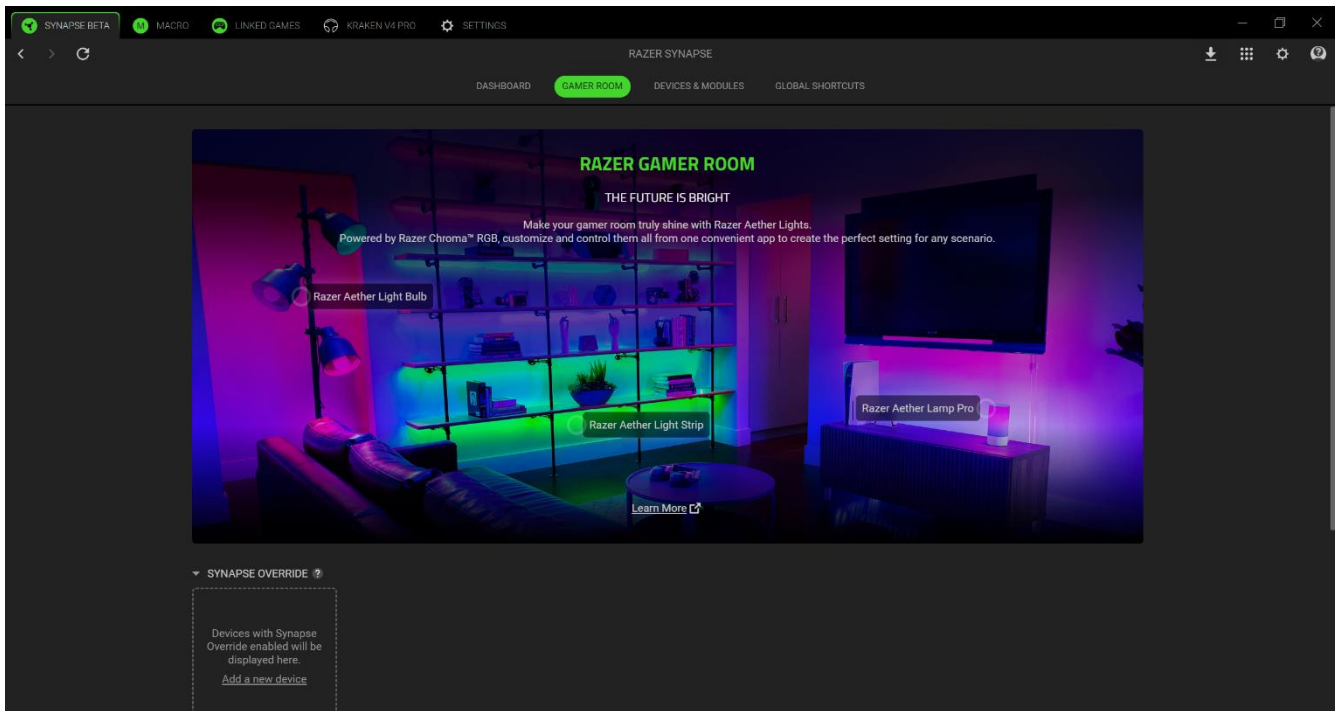 SYNAPSE BETA
M
MACRO
LINKED GAMES
KRAKEN V4 PRO
SETTINGS
RAZER SYNAPSE
DASHBOARD
GAMER ROOM
DEVICES & MODULES
GLOBAL SHORTCUTS
RAZER GAMER ROOM
THE FUTURE IS BRIGHT
Make your gamer room truly shine with Razer Aether Lights.
Powered by Razer Chroma™ RGB, customize and control them all from one convenient app to create the perfect setting for any scenario.
Razer Aether Light Bulb
Razer Aether Lamp Pro
Razer Aether Light Strip
Learn More
SYNAPSE OVERRIDE ?
Devices with Synapse
Override enabled will be
displayed here.
Add a new device